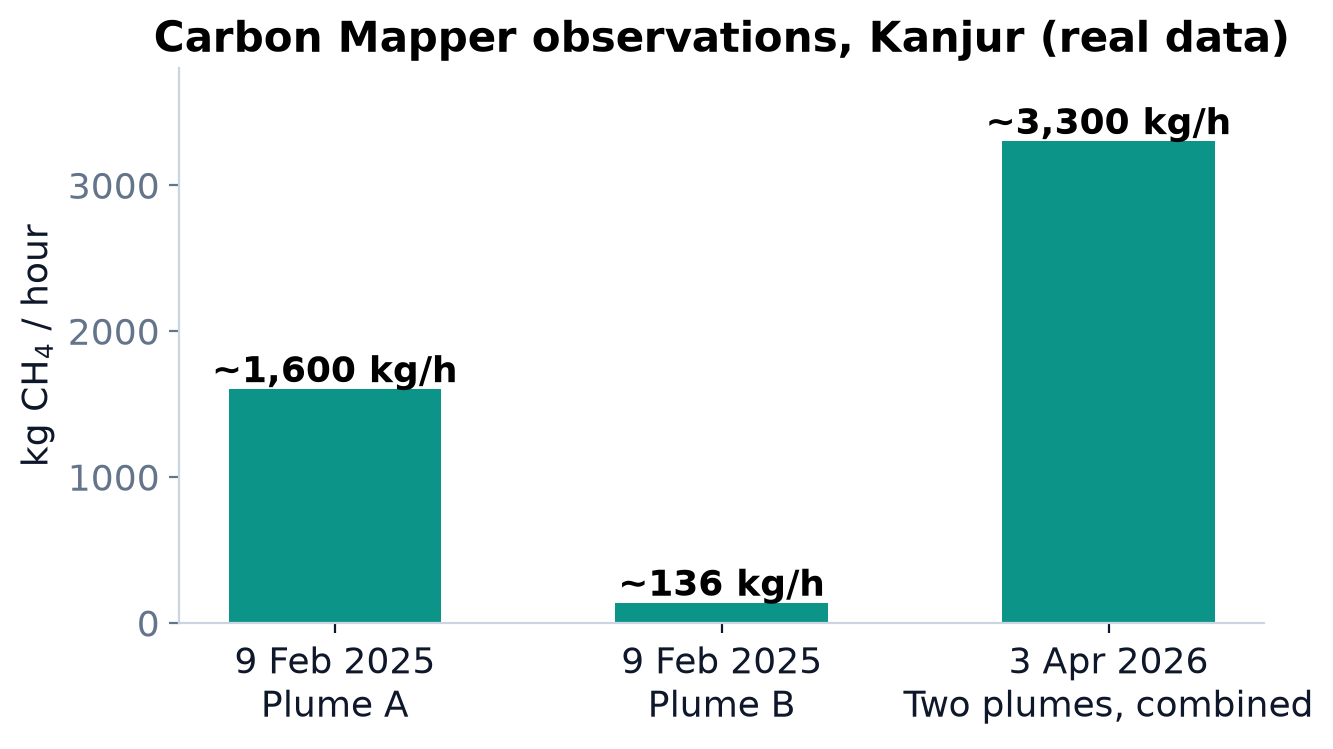 Carbon Mapper observations, Kanjur (real data)
kg CH₄ / hour
3000
2000
1000
0
~1,600 kg/h
~136 kg/h
~3,300 kg/h
9 Feb 2025
Plume A
9 Feb 2025
Plume B
3 Apr 2026
Two plumes, combined